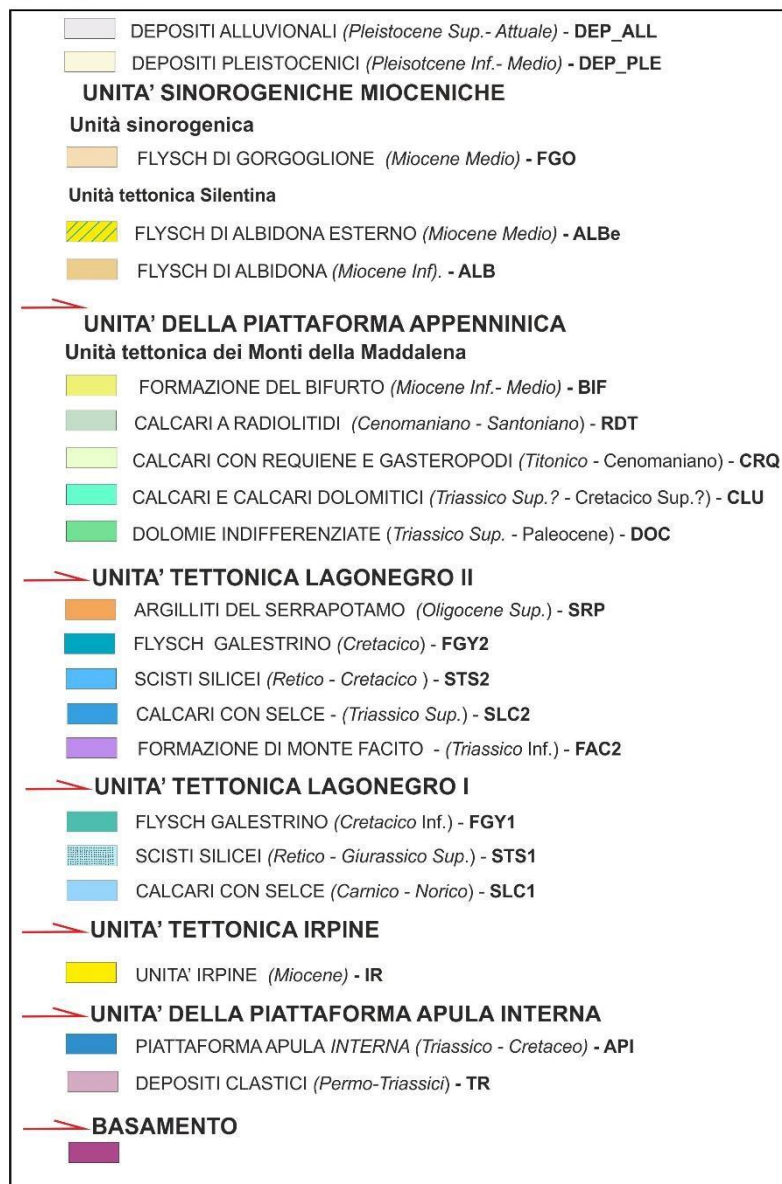 DEPOSITI ALLUVIONALI (Pleistocene Sup.- Attuale) - DEP_ALL
DEPOSITI PLEISTOCENICI (Pleisotcene Inf.- Medio) - DEP_PLE
UNITA' SINOROGENICHE MIOCENICHE
Unità sinorogenica
FLYSCH DI GORGOGLIONE (Miocene Medio) - FGO
Unità tettonica Silentina
FLYSCH DI ALBIDONA ESTERNO (Miocene Medio) - ALBe
FLYSCH DI ALBIDONA (Miocene Inf). - ALB
UNITA' DELLA PIATTAFORMA APPENNINICA
Unità tettonica dei Monti della Maddalena
FORMAZIONE DEL BIFURTO (Miocene Inf.- Medio) - BIF
CALCARI A RADIOLITIDI (Cenomaniano - Santoniano) - RDT
CALCARI CON REQUIENE E GASTEROPODI (Titonico - Cenomaniano) - CRQ
CALCARI E CALCARI DOLOMITICI (Triassico Sup.? - Cretacico Sup.?) - CLU
DOLOMIE INDIFFERENZIATE (Triassico Sup. - Paleocene) - DOC
UNITA' TETTONICA LAGONEGRO II
ARGILLITI DEL SERRAPOTAMO (Oligocene Sup.) - SRP
FLYSCH GALESTRINO (Cretacico) - FGY2
SCISTI SILICEI (Retico - Cretacico ) - STS2
CALCARI CON SELCE - (Triassico Sup.) - SLC2
FORMAZIONE DI MONTE FACITO - (Triassico Inf.) - FAC2
UNITA' TETTONICA LAGONEGRO I
FLYSCH GALESTRINO (Cretacico Inf.) - FGY1
SCISTI SILICEI (Retico - Giurassico Sup.) - STS1
CALCARI CON SELCE (Carnico - Norico) - SLC1
UNITA' TETTONICA IRPINE
UNITA' IRPINE (Miocene) - IR
UNITA' DELLA PIATTAFORMA APULA INTERNA
PIATTAFORMA APULA INTERNA (Triassico - Cretaceo) - API
DEPOSITI CLASTICI (Permo-Triassici) - TR
BASAMENTO